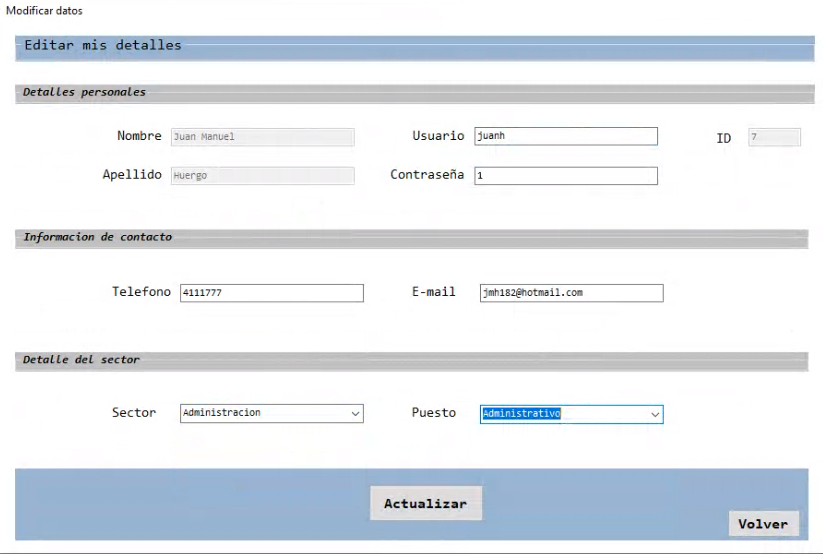 Modificar datos
Editar mis detalles
Detalles personales
Nombre Juan Manuel Usuario juanh ID 7
Apellido Huergo Contraseña 1
Informacion de contacto
Telefono 4111777 E-mail jmh182@hotmail.com
Detalle del sector
Sector Administracion Puesto Administrativo
Actualizar
Volver